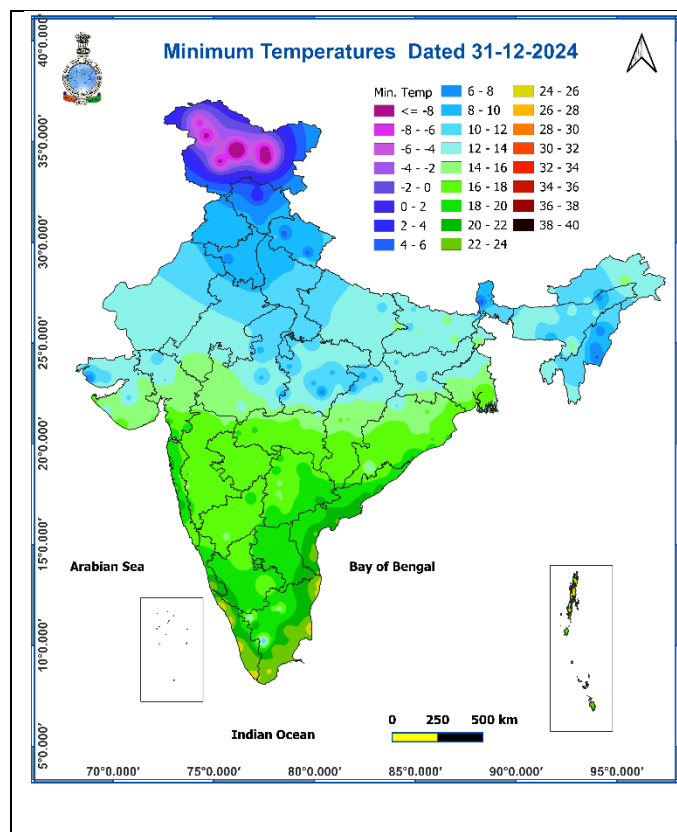 Minimum Temperatures Dated 31-12-2024
Min. Temp
<= -8
-8 - -6
-6 - -4
-4 - -2
-2 - 0
0 - 2
2 - 4
4 - 6
6 - 8
8 - 10
10 - 12
12 - 14
14 - 16
16 - 18
18 - 20
20 - 22
22 - 24
24 - 26
26 - 28
28 - 30
30 - 32
32 - 34
34 - 36
36 - 38
38 - 40
40°0.000'
35°0.000'
30°0.000'
25°0.000'
20°0.000'
15°0.000'
10°0.000'
5°0.000'
Arabian Sea
Bay of Bengal
Indian Ocean
0 250 500 km
70°0.000' 75°0.000' 80°0.000' 85°0.000' 90°0.000' 95°0.000'